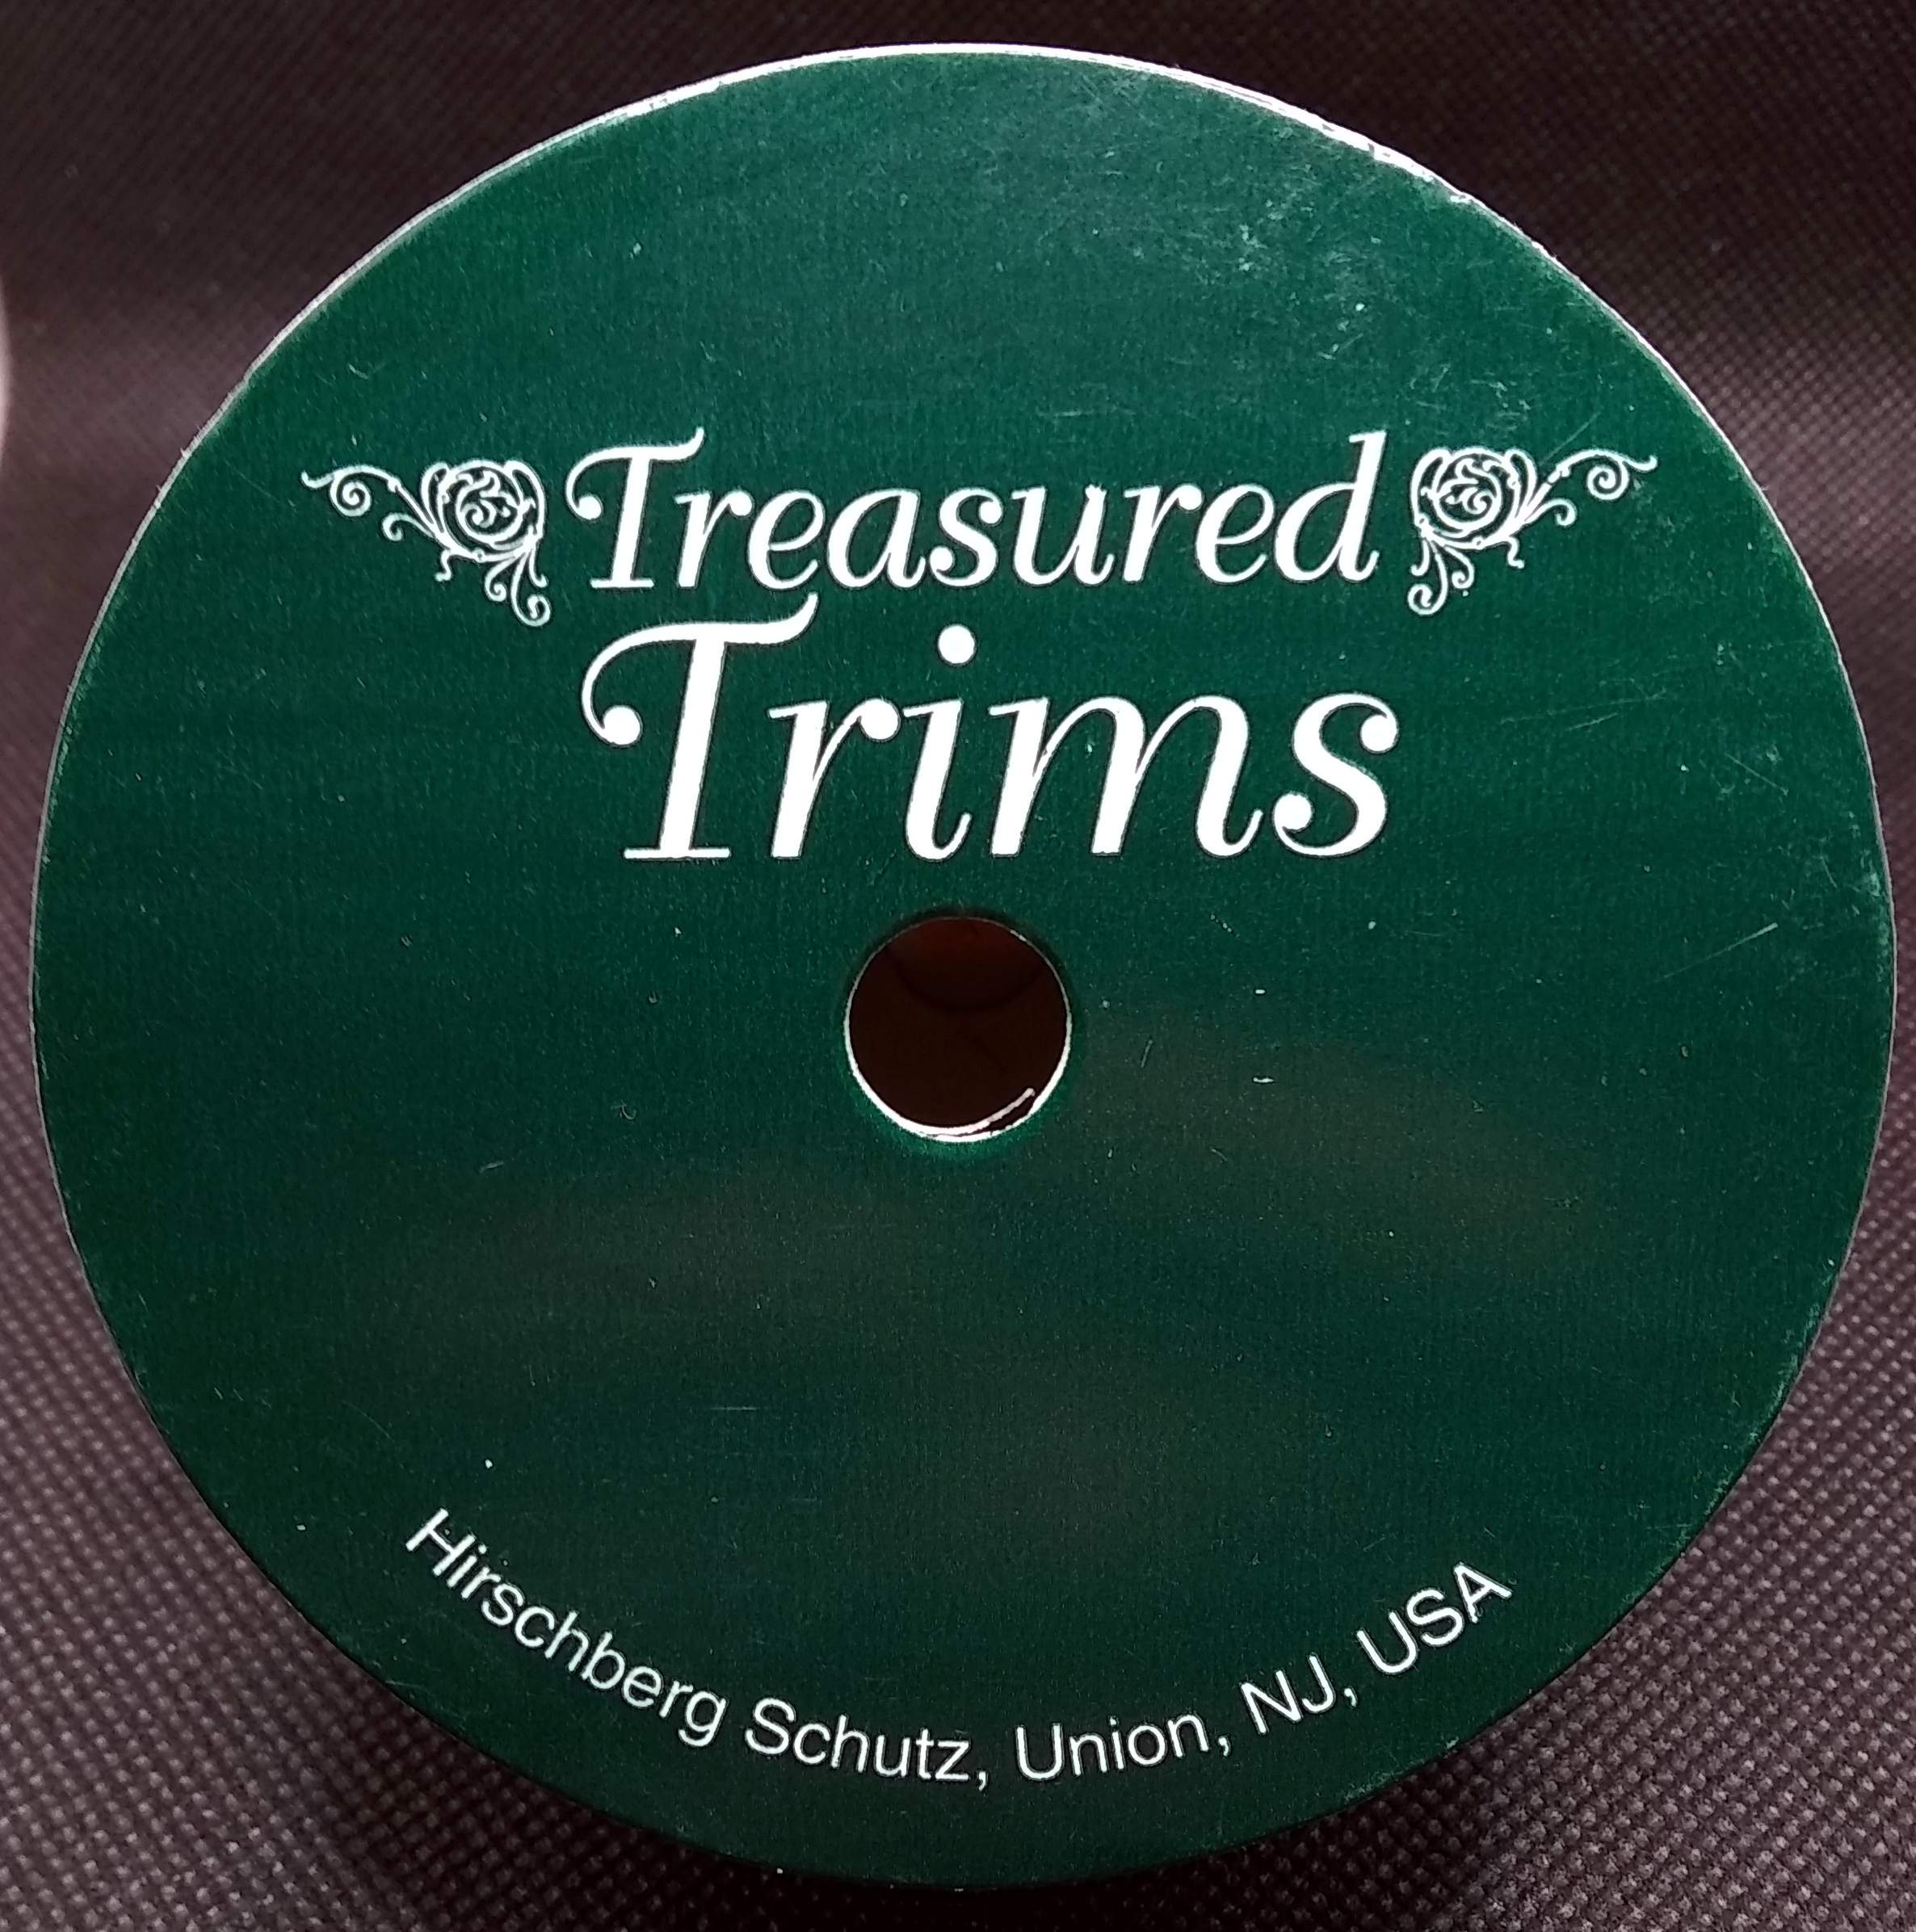 Treasured
Trims
Hirschberg Schutz, Union, NJ, USA